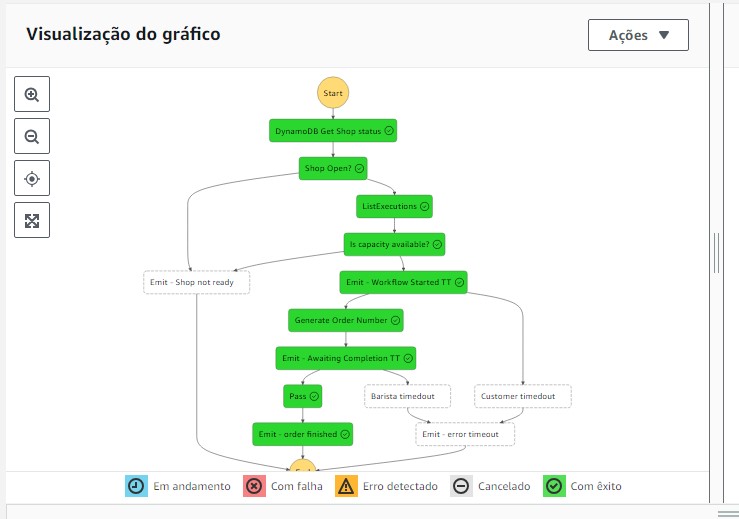 Visualização do gráfico
Ações
Start
DynamoDB Get Shop status
Shop Open?
ListExecutions
Is capacity available?
Emit - Shop not ready
Emit - Workflow Started TT
Generate Order Number
Emit - Awaiting Completion TT
Pass
Barista timedout
Customer timedout
Emit - order finished
Emit - error timeout
Em andamento
Com falha
Erro detectado
Cancelado
Com êxito